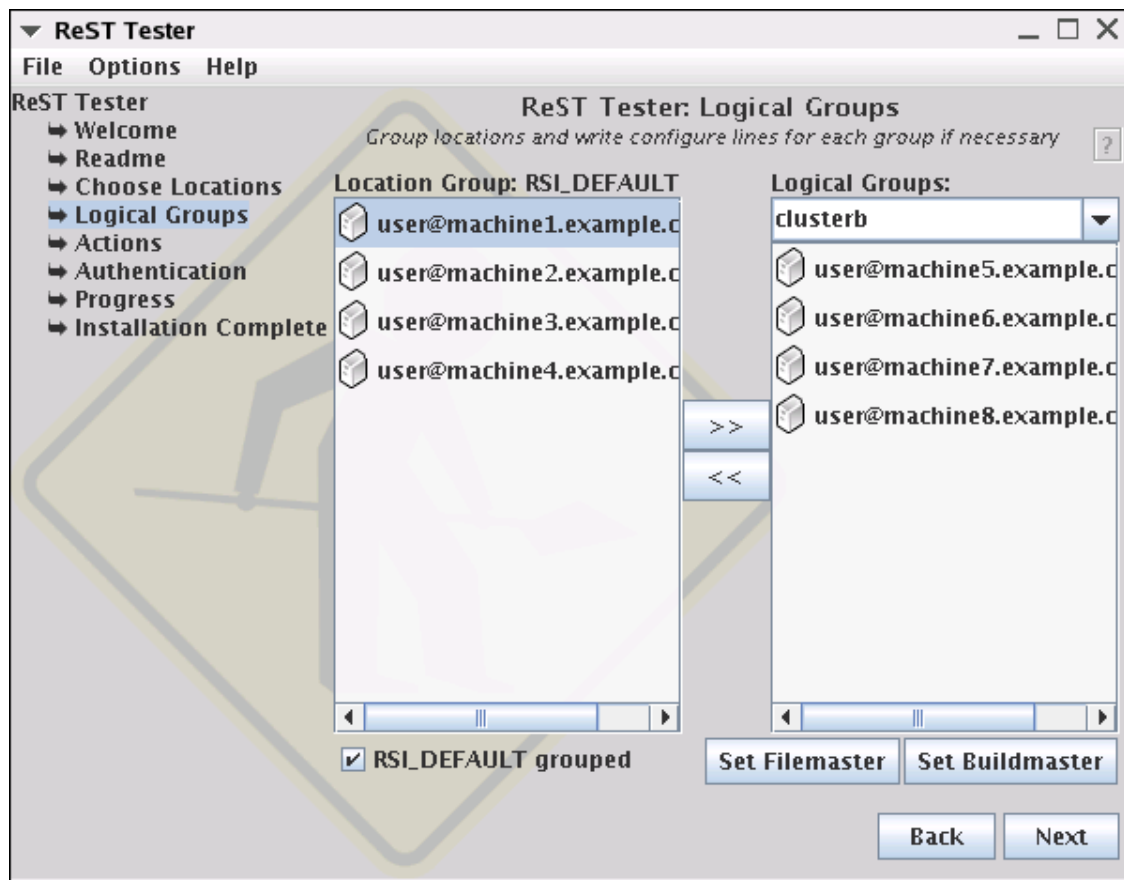 ReST Tester
File Options Help
ReST Tester
Welcome
Readme
Choose Locations
Logical Groups
Actions
Authentication
Progress
Installation Complete
ReST Tester: Logical Groups
Group locations and write configure lines for each group if necessary
?
Location Group: RSI_DEFAULT
user@machine1.example.c
user@machine2.example.c
user@machine3.example.c
user@machine4.example.c
>>
<<
Logical Groups:
clusterb
user@machine5.example.c
user@machine6.example.c
user@machine7.example.c
user@machine8.example.c
RSI_DEFAULT grouped
Set Filemaster
Set Buildmaster
Back
Next